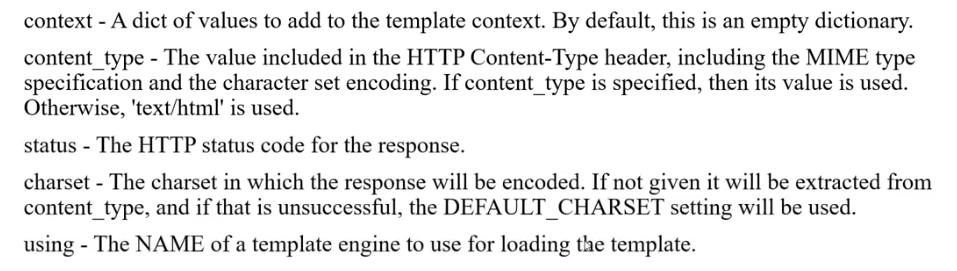 context - A dict of values to add to the template context. By default, this is an empty dictionary.
content_type - The value included in the HTTP Content-Type header, including the MIME type
specification and the character set encoding. If content_type is specified, then its value is used.
Otherwise, 'text/html' is used.
status - The HTTP status code for the response.
charset - The charset in which the response will be encoded. If not given it will be extracted from
content_type, and if that is unsuccessful, the DEFAULT_CHARSET setting will be used.
using - The NAME of a template engine to use for loading the template.